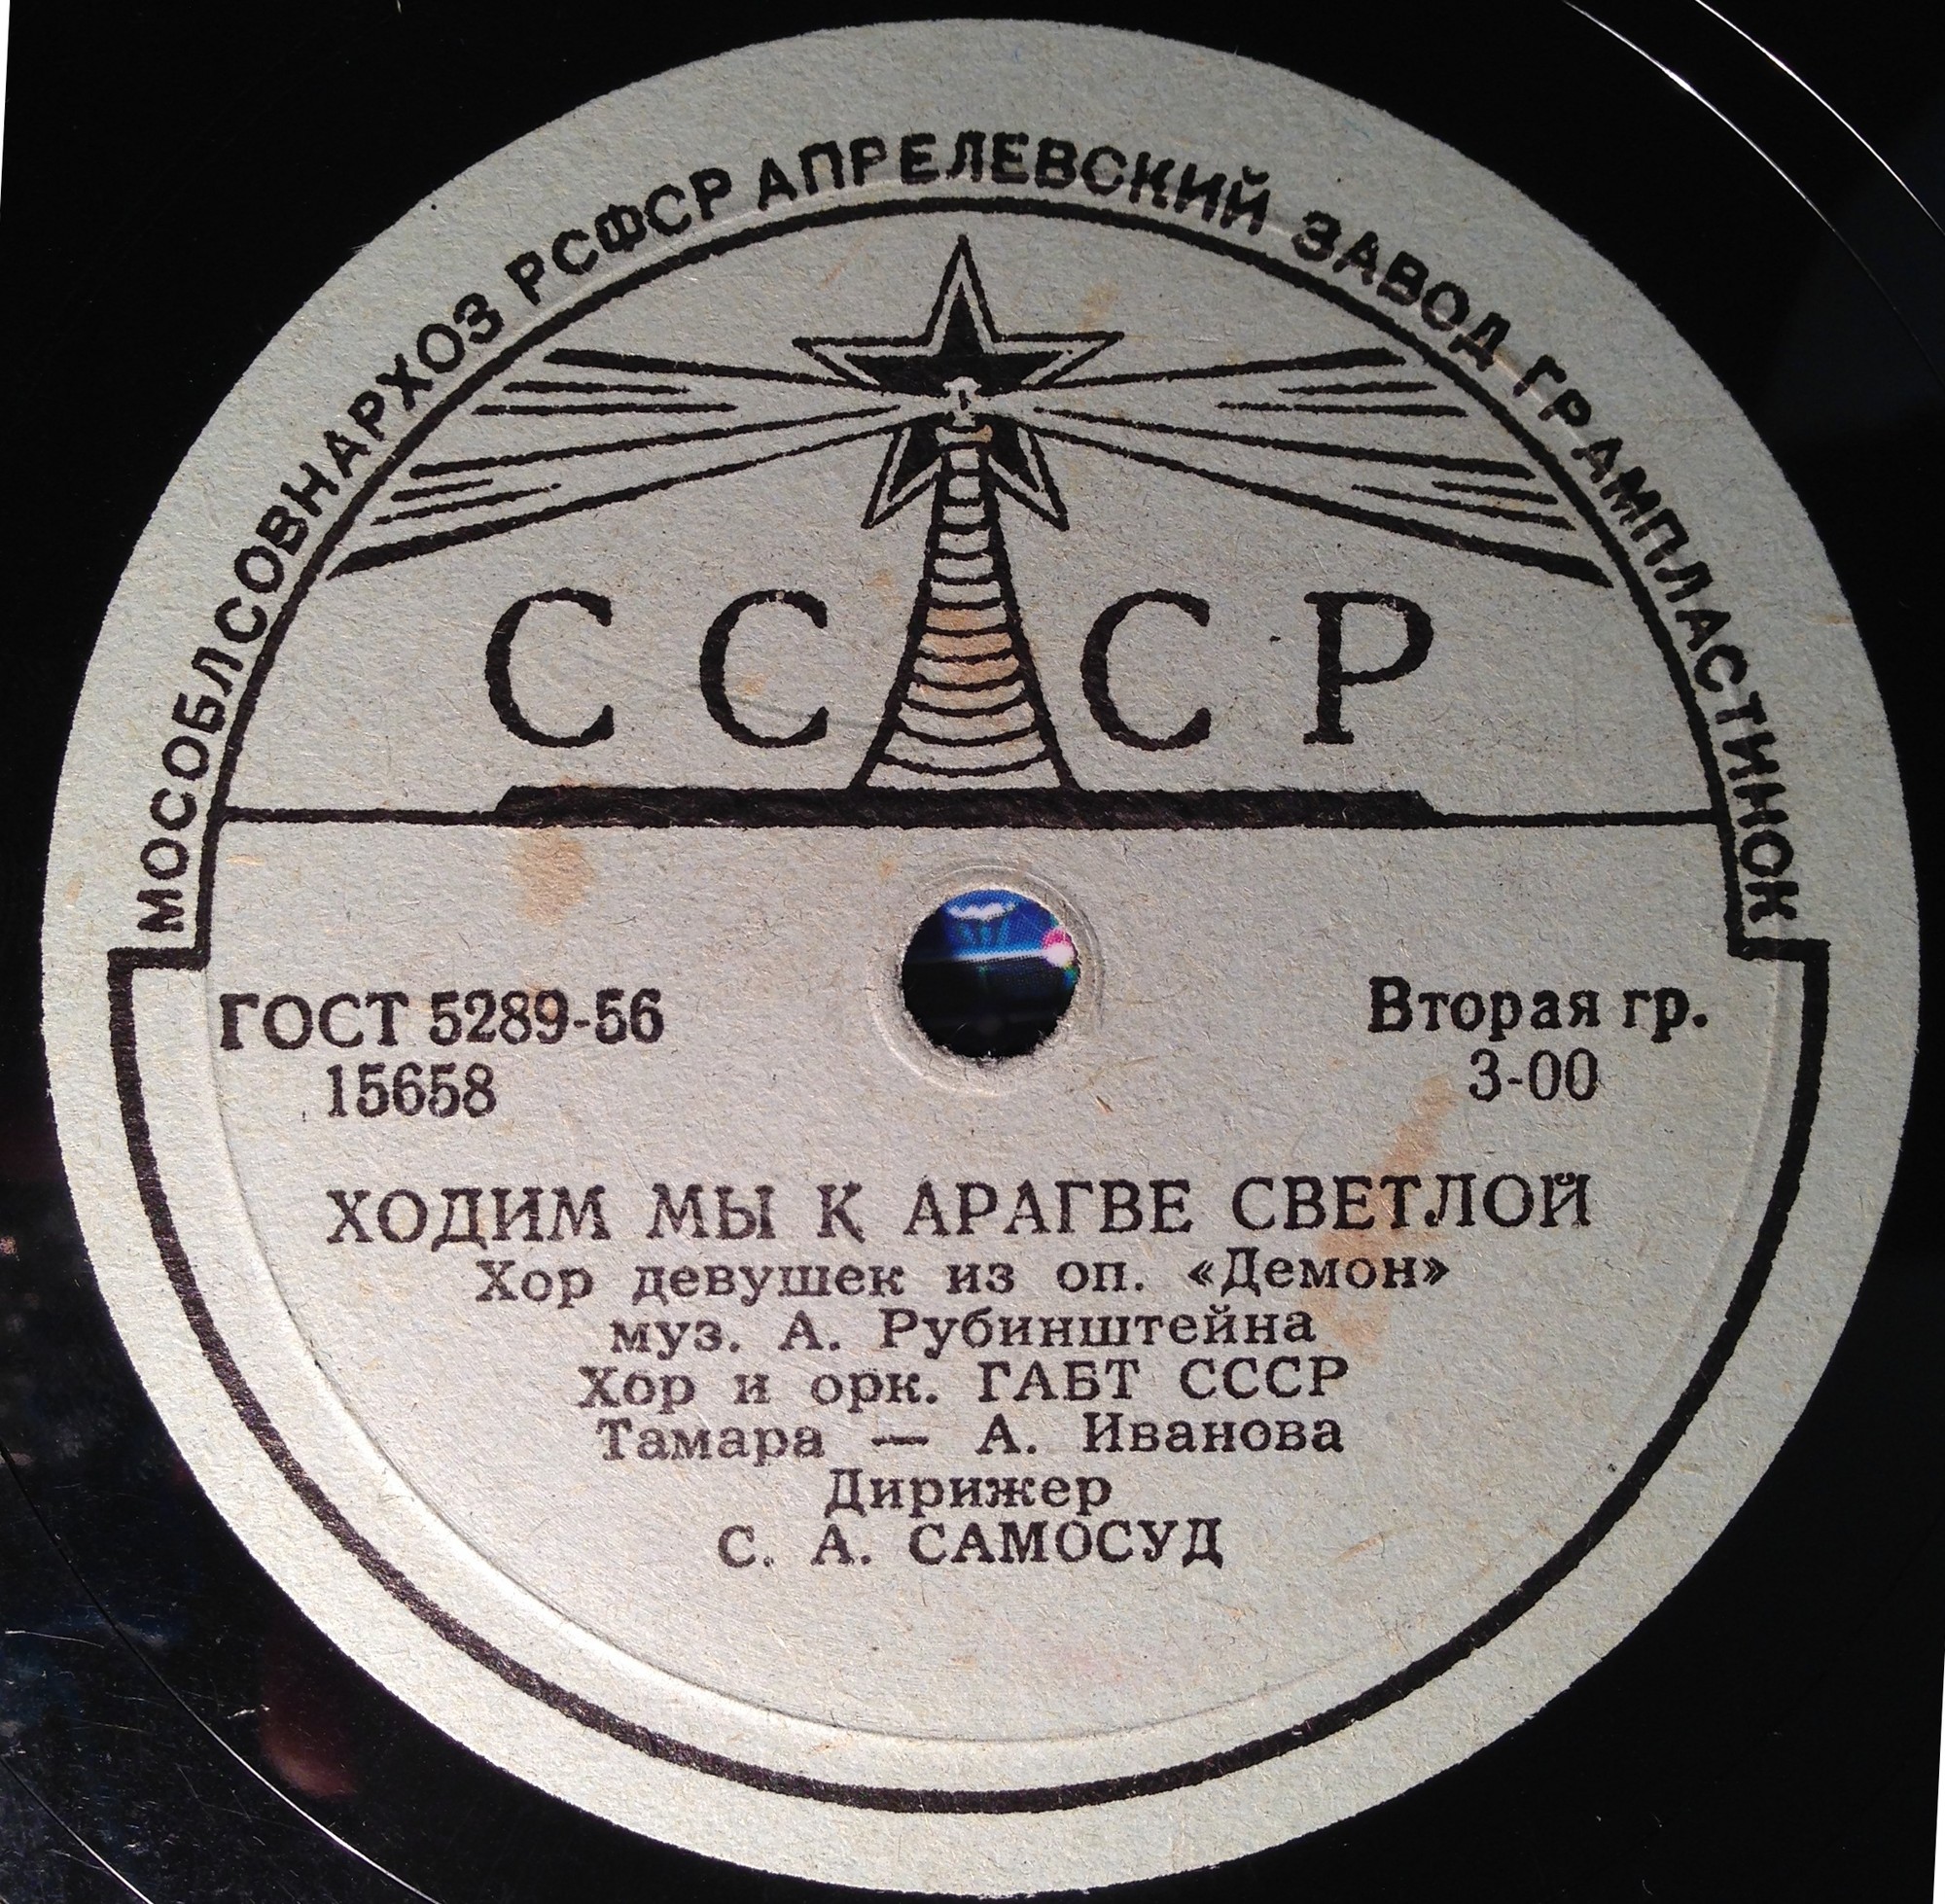 МОСОБЛСОВНАРХОЗ РСФСР АПРЕЛЕВСКИЙ ЗАВОД ГРАМПЛАСТИНОК
СССР
ГОСТ 5289-56
15658
Вторая гр.
3-00
ХОДИМ МЫ К АРАГВЕ СВЕТЛОЙ
Хор девушек из оп. «Демон»
муз. А. Рубинштейна
Хор и орк. ГАБТ СССР
Тамара — А. Иванова
Дирижер
С. А. САМОСУД